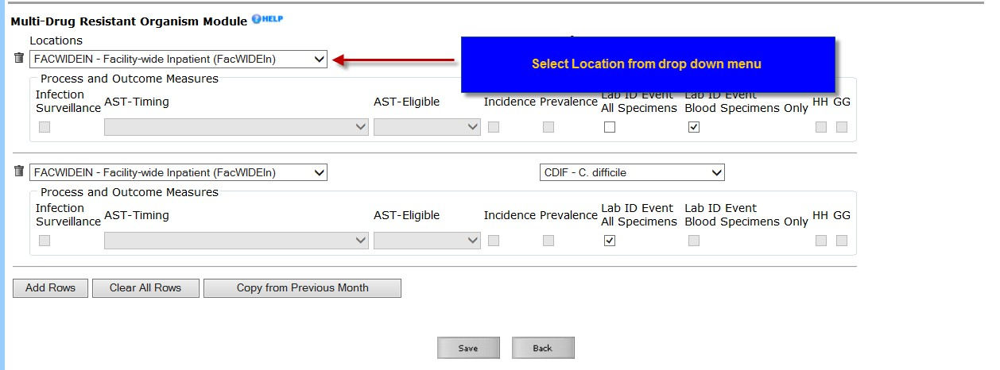 Multi-Drug Resistant Organism Module HELP
Locations
FACWIDEIN - Facility-wide Inpatient (FacWIDEIn)
Select Location from drop down menu
Process and Outcome Measures
Infection Surveillance AST-Timing AST-Eligible Incidence Prevalence Lab ID Event All Specimens Lab ID Event Blood Specimens Only HH GG
FACWIDEIN - Facility-wide Inpatient (FacWIDEIn) CDIF - C. difficile
Process and Outcome Measures
Infection Surveillance AST-Timing AST-Eligible Incidence Prevalence Lab ID Event All Specimens Lab ID Event Blood Specimens Only HH GG
Add Rows Clear All Rows Copy from Previous Month
Save Back